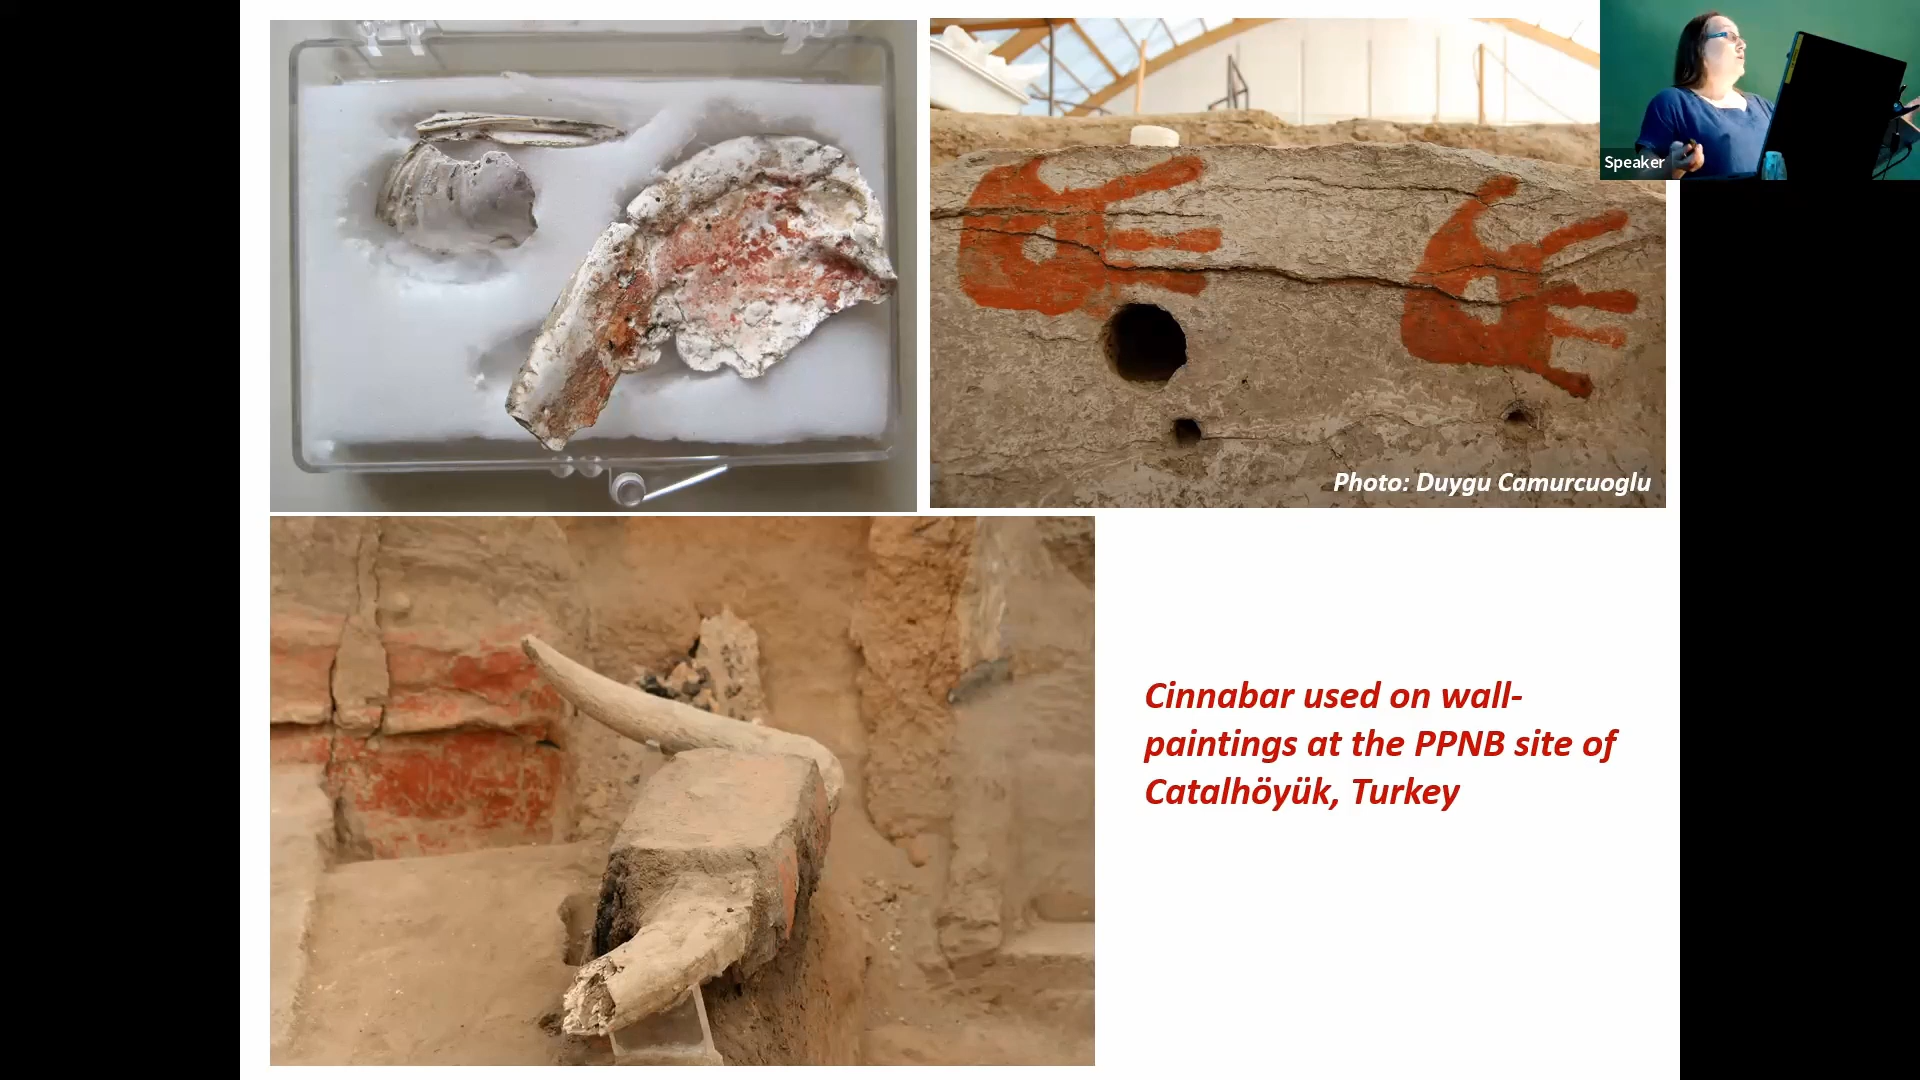 Speaker
Photo: Duygu Camurcuoglu
Cinnabar used on wall-
paintings at the PPNB site of
Catalhöyük, Turkey